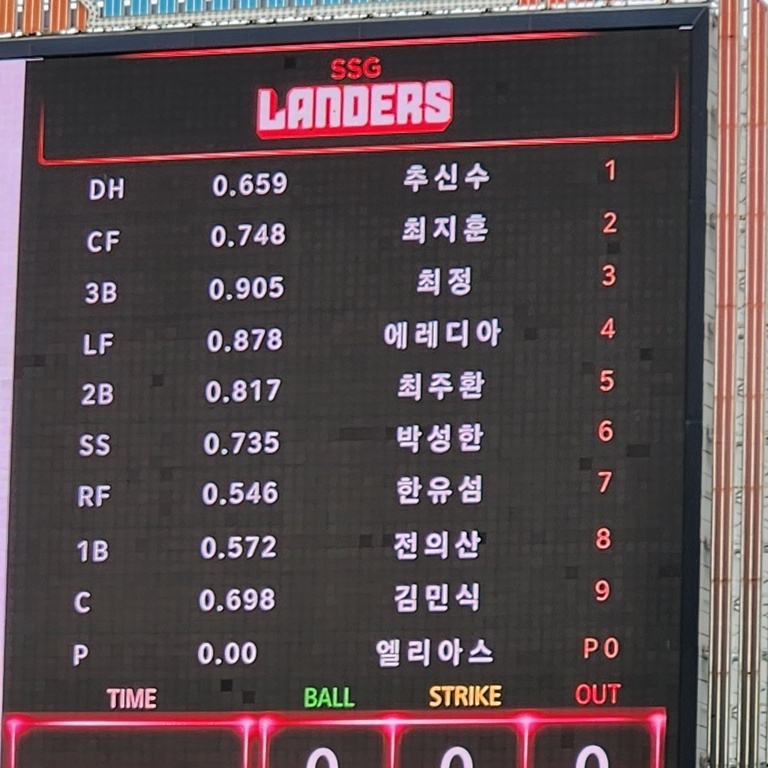 SSG
LANDERS
DH 0.659 추신수 1
CF 0.748 최지훈 2
3B 0.905 최정 3
LF 0.878 에레디아 4
2B 0.817 최주환 5
SS 0.735 박성한 6
RF 0.546 한유섬 7
1B 0.572 전의산 8
C 0.698 김민식 9
P 0.00 엘리아스 P0
TIME BALL STRIKE OUT
0 0 0